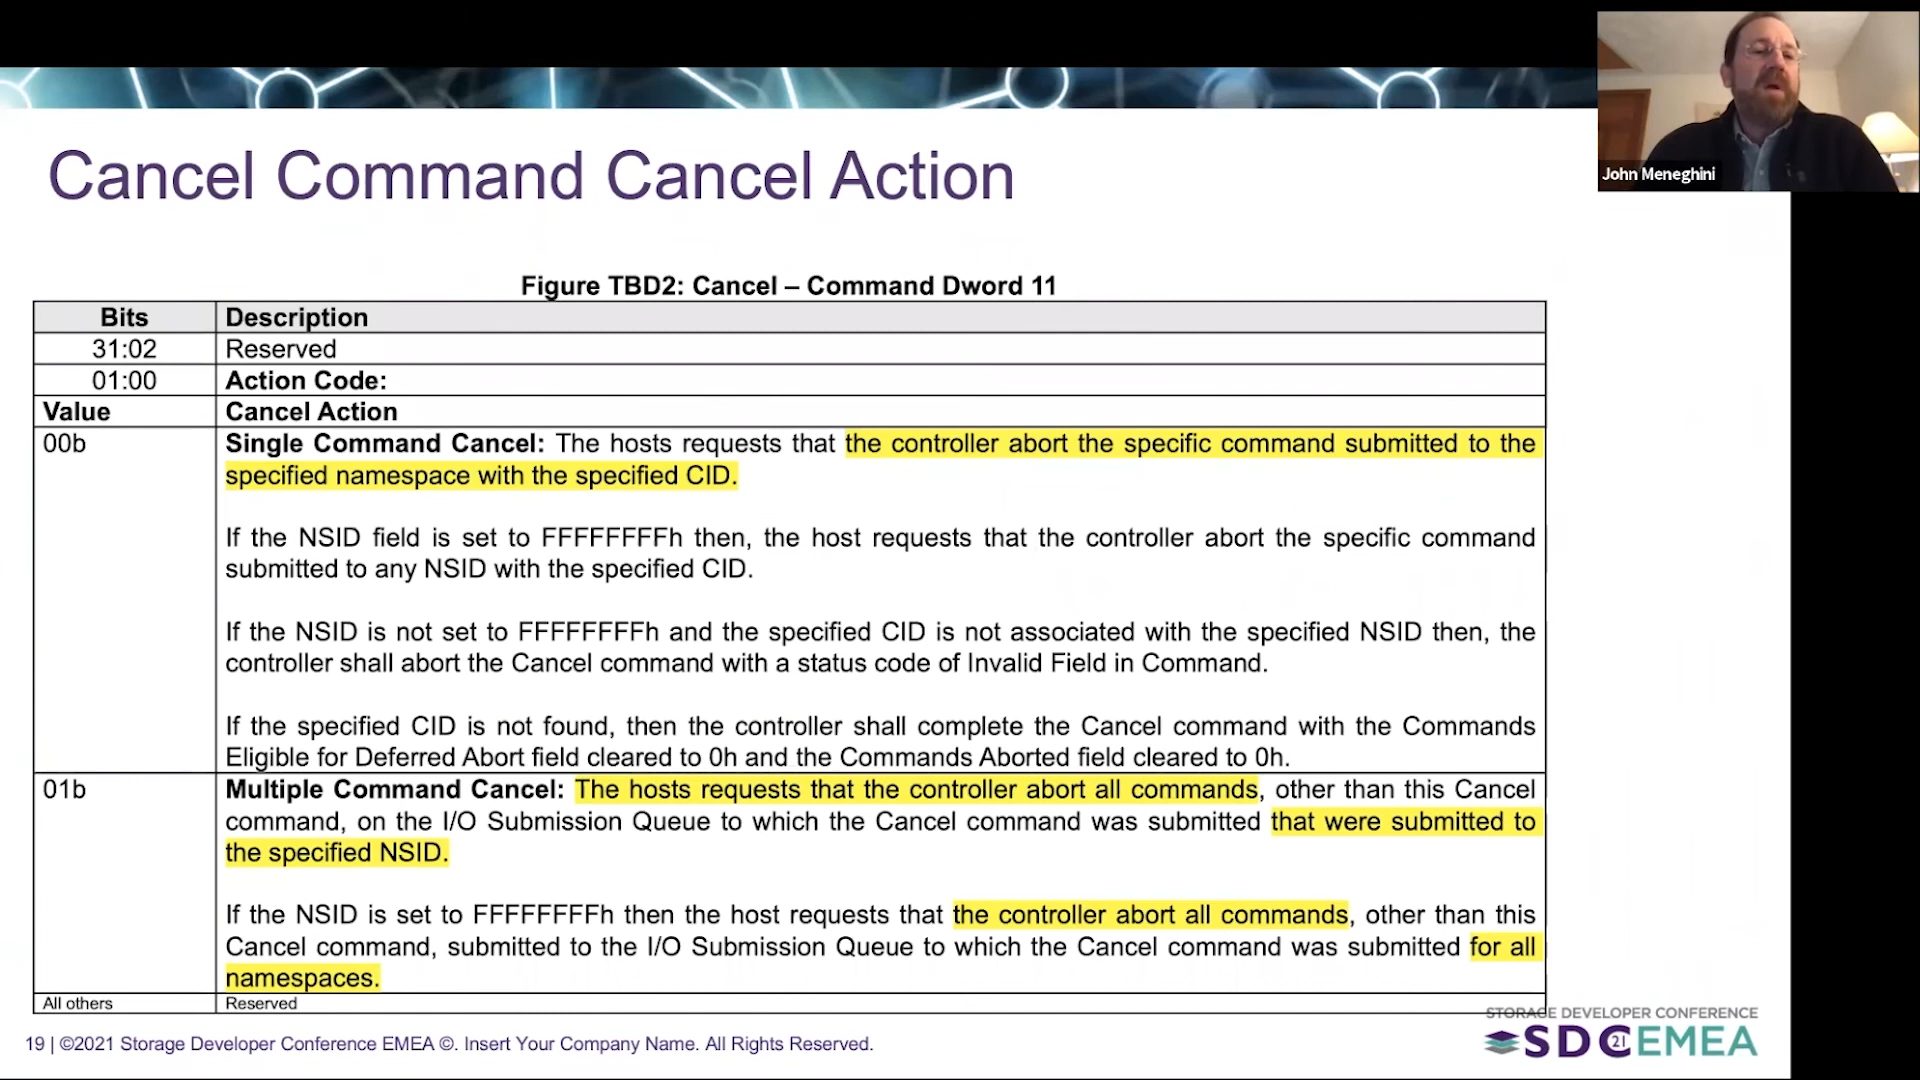 John Meneghini
Cancel Command Cancel Action
Figure TBD2: Cancel – Command Dword 11
Bits Description
31:02 Reserved
01:00 Action Code:
Value Cancel Action
00b Single Command Cancel: The hosts requests that the controller abort the specific command submitted to the
specified namespace with the specified CID.
If the NSID field is set to FFFFFFFFh then, the host requests that the controller abort the specific command
submitted to any NSID with the specified CID.
If the NSID is not set to FFFFFFFFh and the specified CID is not associated with the specified NSID then, the
controller shall abort the Cancel command with a status code of Invalid Field in Command.
If the specified CID is not found, then the controller shall complete the Cancel command with the Commands
Eligible for Deferred Abort field cleared to 0h and the Commands Aborted field cleared to 0h.
01b Multiple Command Cancel: The hosts requests that the controller abort all commands, other than this Cancel
command, on the I/O Submission Queue to which the Cancel command was submitted that were submitted to
the specified NSID.
If the NSID is set to FFFFFFFFh then the host requests that the controller abort all commands, other than this
Cancel command, submitted to the I/O Submission Queue to which the Cancel command was submitted for all
namespaces.
All others Reserved
STORAGE DEVELOPER CONFERENCE
SDC 21 EMEA
19 | ©2021 Storage Developer Conference EMEA ©. Insert Your Company Name. All Rights Reserved.